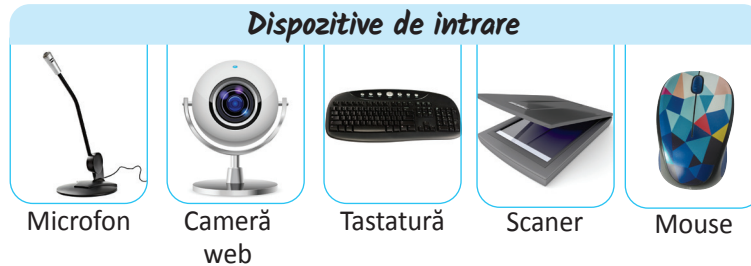 Dispozitive de intrare
Microfon
Cameră
web
Tastatură
Scaner
Mouse